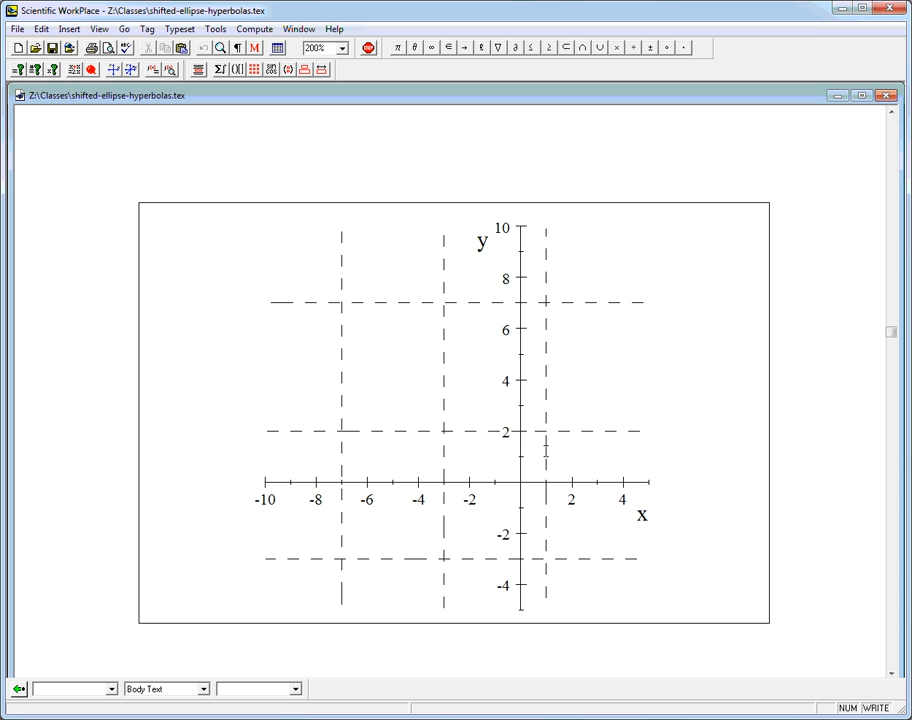 Scientific WorkPlace - Z:\Classes\shifted-ellipse-hyperbolas.tex
File Edit Insert View Go Tag Typeset Tools Compute Window Help
200%
Z:\Classes\shifted-ellipse-hyperbolas.tex
y
10
8
6
4
2
-10 -8 -6 -4 -2 2 4
x
-2
-4
Body Text
NUM WRITE